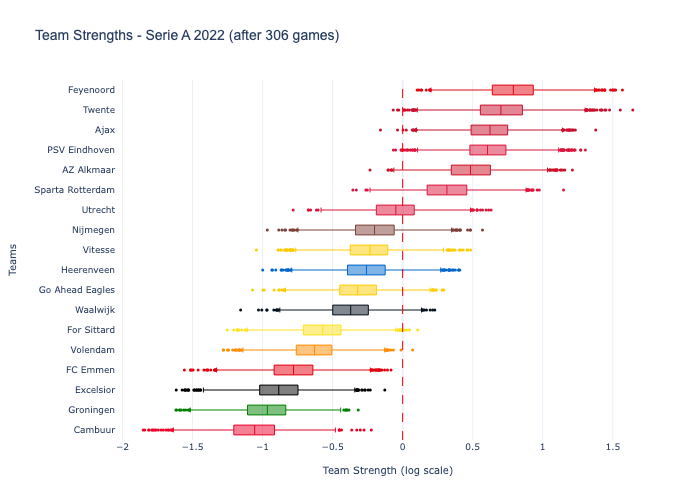 Team Strengths - Serie A 2022 (after 306 games)
Feyenoord
Twente
Ajax
PSV Eindhoven
AZ Alkmaar
Sparta Rotterdam
Utrecht
Nijmegen
Vitesse
Heerenveen
Go Ahead Eagles
Waalwijk
For Sittard
Volendam
FC Emmen
Excelsior
Groningen
Cambuur
Teams
−2 −1.5 −1 −0.5 0 0.5 1 1.5
Team Strength (log scale)